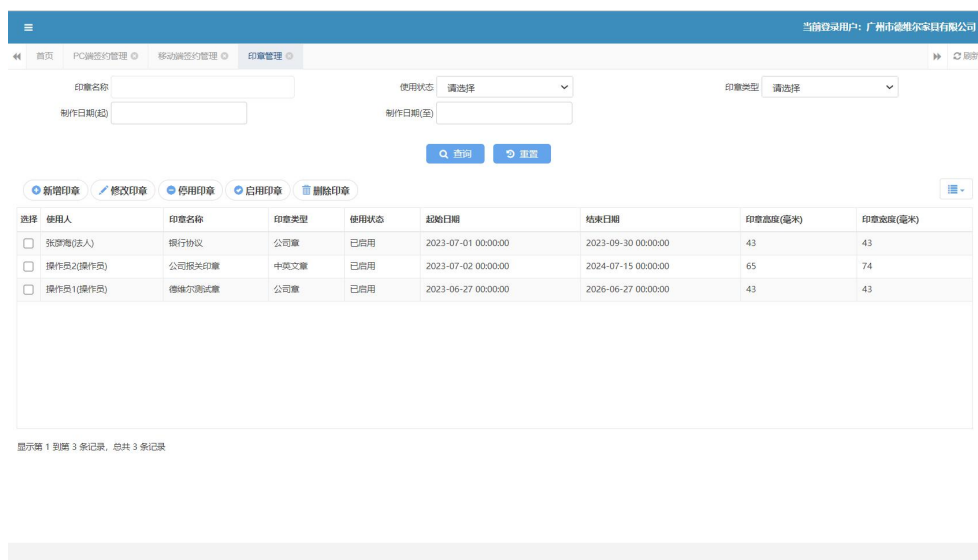 当前登录用户：广州市德维尔家具有限公司
首页 PC端签约管理 移动端签约管理 印章管理 刷新
印章名称 使用状态 请选择 印章类型 请选择
制作日期(起) 制作日期(至)
查询 重置
新增印章 修改印章 停用印章 启用印章 删除印章
选择 使用人 印章名称 印章类型 使用状态 起始日期 结束日期 印章高度(毫米) 印章宽度(毫米)
张彦海(法人) 银行协议 公司章 已启用 2023-07-01 00:00:00 2023-09-30 00:00:00 43 43
操作员2(操作员) 公司报关印章 中英文章 已启用 2023-07-02 00:00:00 2024-07-15 00:00:00 65 74
操作员1(操作员) 德维尔测试章 公司章 已启用 2023-06-27 00:00:00 2026-06-27 00:00:00 43 43
显示第 1 到第 3 条记录，总共 3 条记录